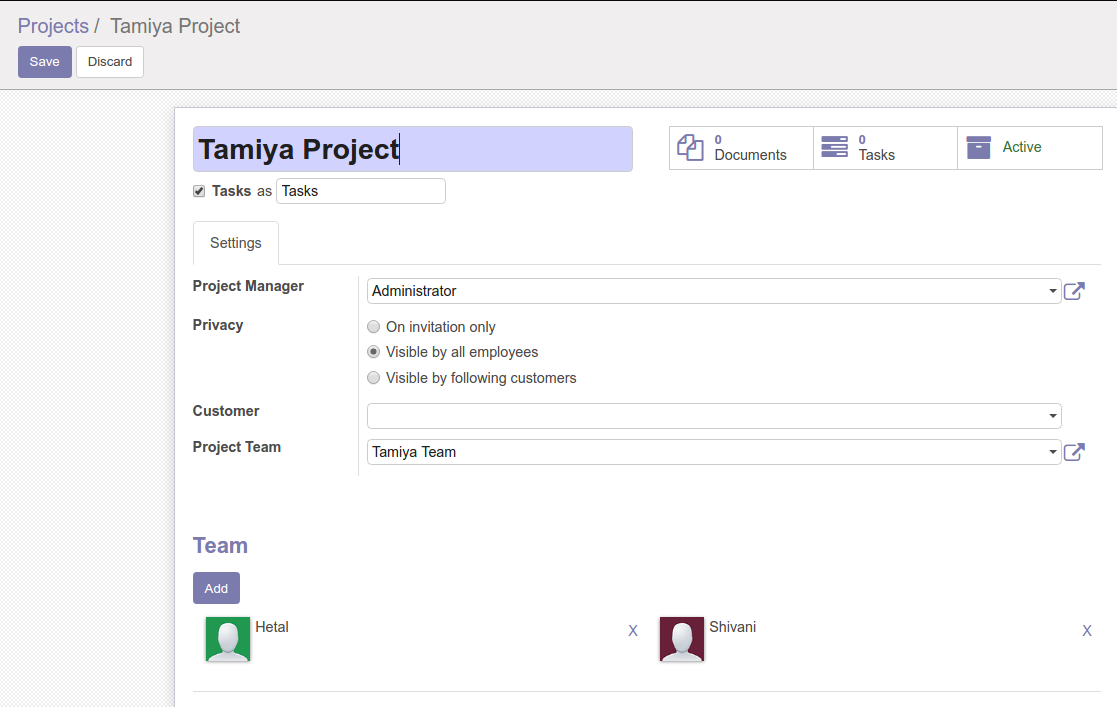 Projects / Tamiya Project
Save Discard
Tamiya Project
0
Documents
0
Tasks
Active
Tasks as Tasks
Settings
Project Manager Administrator
Privacy On invitation only
Visible by all employees
Visible by following customers
Customer
Project Team Tamiya Team
Team
Add
Hetal X Shivani X